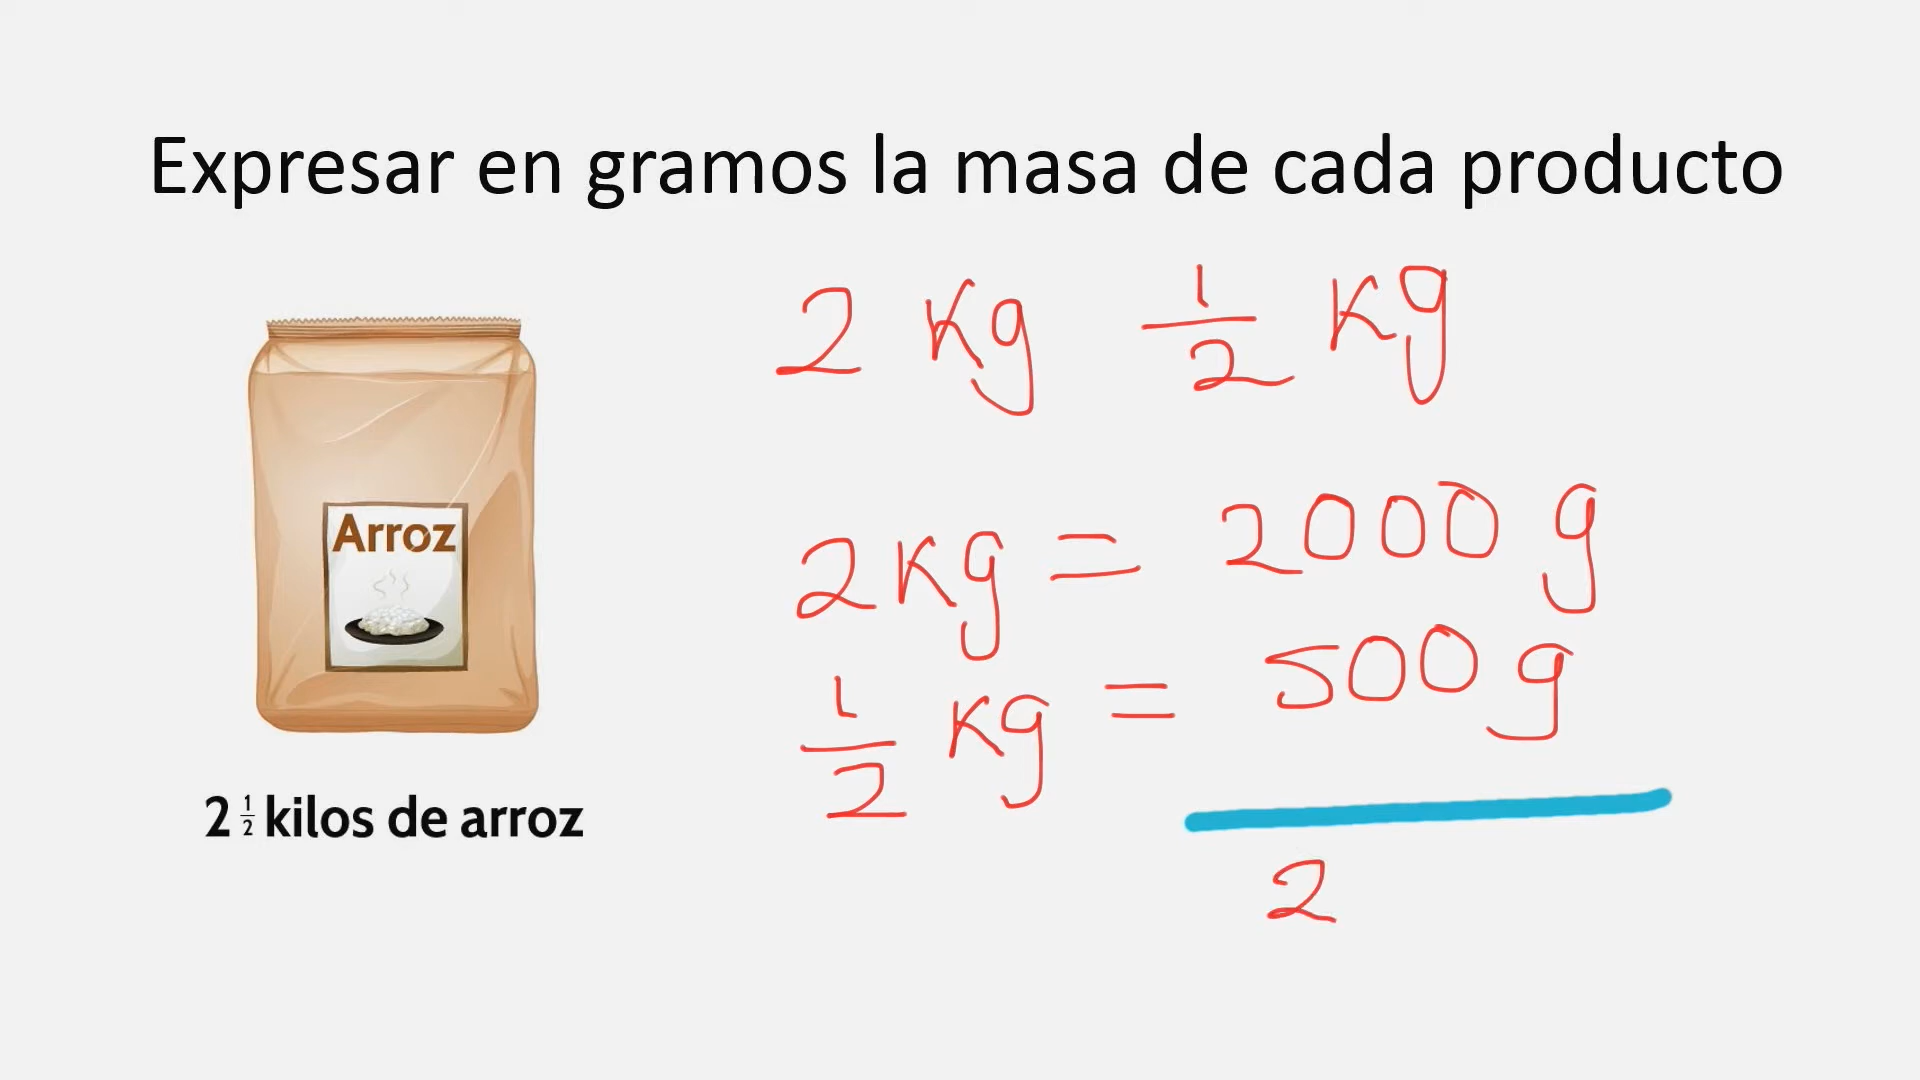 Expresar en gramos la masa de cada producto
2 kg 1/2 kg
Arroz
2kg = 2000 g
1/2 kg = 500 g
2
2 1/2 kilos de arroz